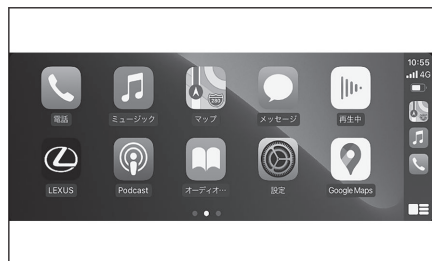 10:55
4G
電話
ミュージック
マップ
メッセージ
再生中
280
LEXUS
Podcast
オーディオ…
設定
Google Maps